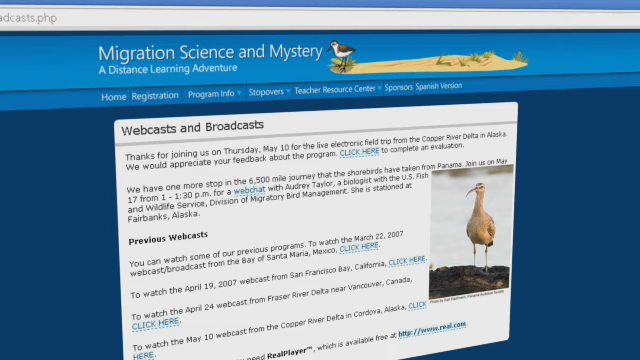 adcasts.php
Migration Science and Mystery
A Distance Learning Adventure
Home Registration Program Info Stopovers Teacher Resource Center Sponsors Spanish Version
Webcasts and Broadcasts
Thanks for joining us on Thursday, May 10 for the live electronic field trip from the Copper River Delta in Alaska.
We would appreciate your feedback about the program. CLICK HERE to complete an evaluation.
We have one more stop in the 6,500 mile journey that the shorebirds have taken from Panama. Join us on May
17 from 1 - 1:30 p.m. for a webchat with Audrey Taylor, a biologist with the U.S. Fish
and Wildlife Service, Division of Migratory Bird Management. She is stationed at
Fairbanks, Alaska.
Previous Webcasts
You can watch some of our previous programs. To watch the March 22, 2007
webcast/broadcast from the Bay of Santa Maria, Mexico, CLICK HERE.
To watch the April 19, 2007 webcast from San Francisco Bay, California, CLICK HERE.
To watch the April 24 webcast from Fraser River Delta near Vancouver, Canada,
CLICK HERE.
To watch the May 10 webcast from the Copper River Delta in Cordova, Alaska, CLICK
HERE.
need RealPlayer™, which is available free at http://www.real.com.
Photo by Karl Kaufmann, Panama Audubon Society